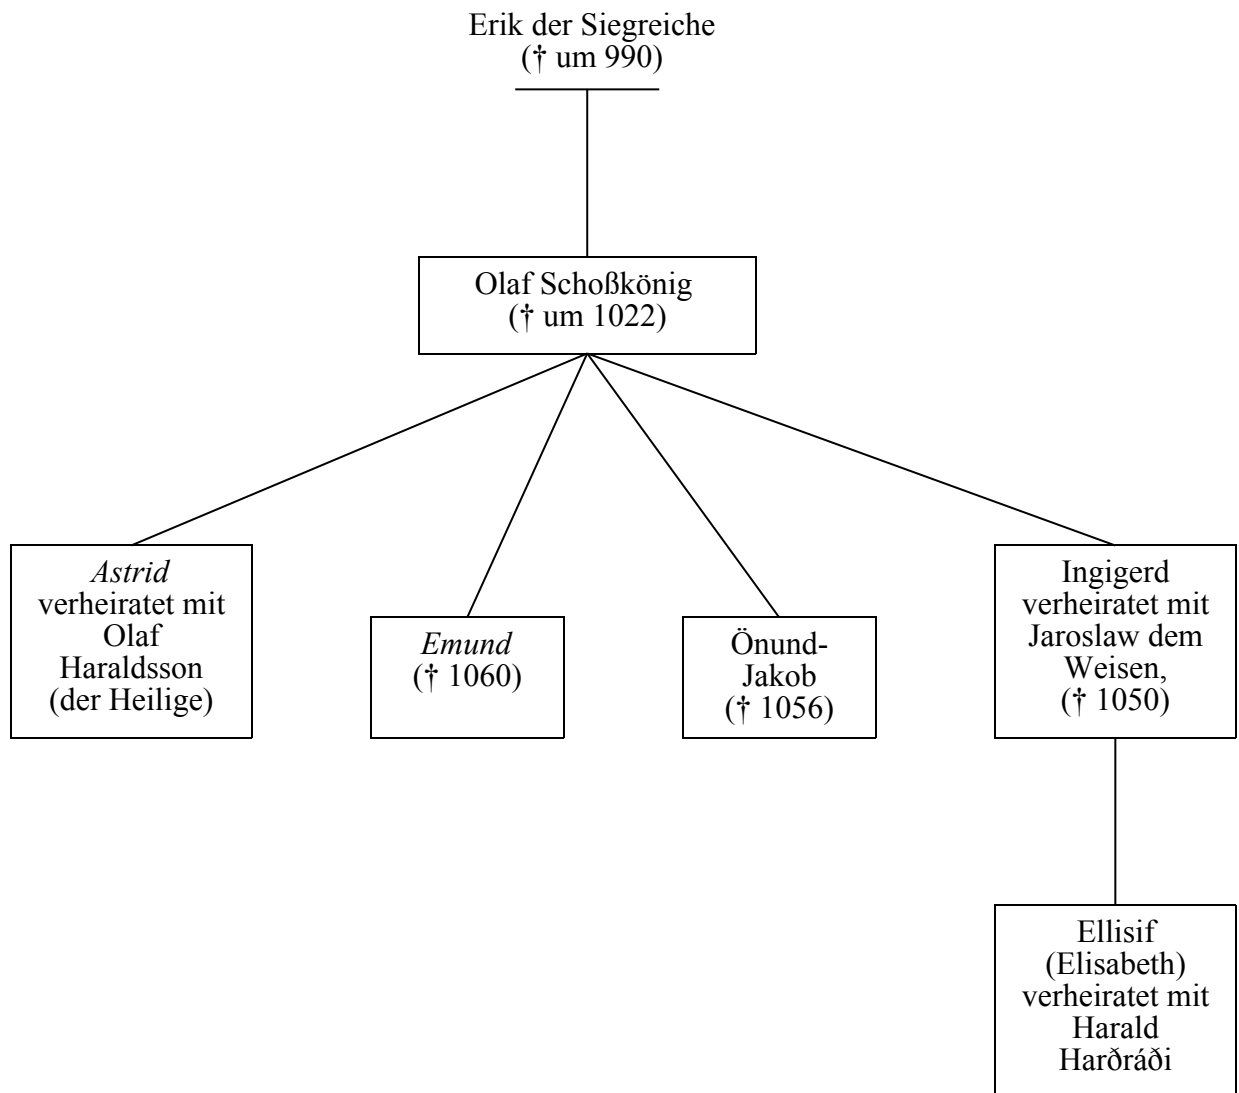 Erik der Siegreiche
(† um 990)
Olaf Schoßkönig
(† um 1022)
Astrid
verheiratet mit
Olaf
Haraldsson
(der Heilige)
Emund
(† 1060)
Önund-
Jakob
(† 1056)
Ingigerd
verheiratet mit
Jaroslaw dem
Weisen,
(† 1050)
Ellisif
(Elisabeth)
verheiratet mit
Harald
Harðráði